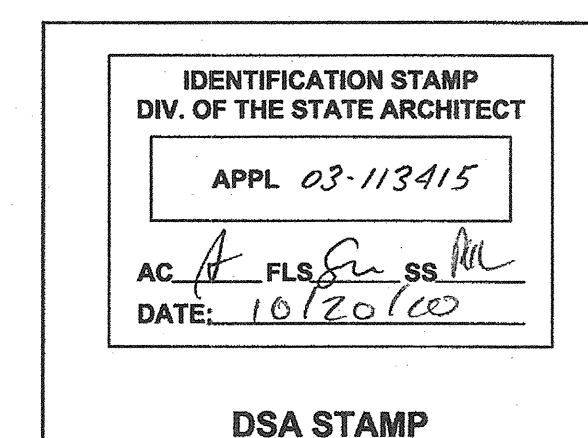 IDENTIFICATION STAMP
DIV. OF THE STATE ARCHITECT
APPL 03-113415
AC FLS SS
DATE: 10/20/00
DSA STAMP